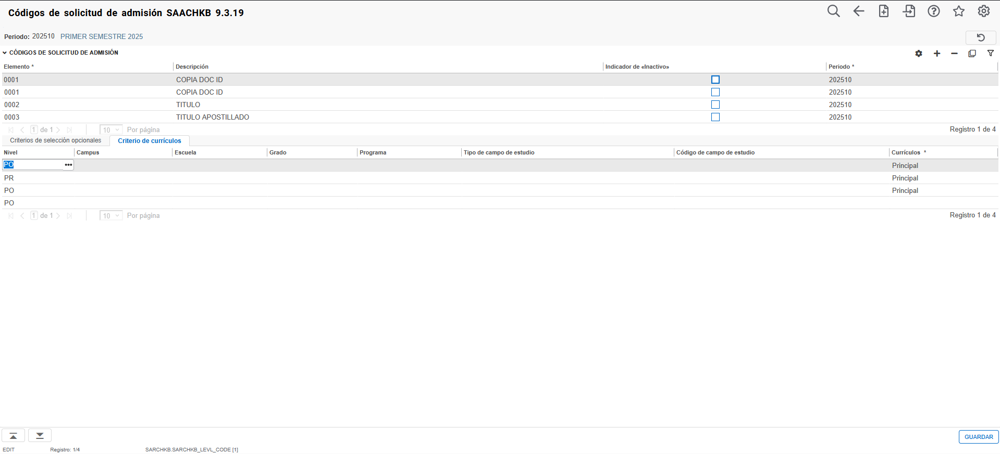 Códigos de solicitud de admisión SAACHKB 9.3.19
Periodo: 202510 PRIMER SEMESTRE 2025
CÓDIGOS DE SOLICITUD DE ADMISIÓN
Elemento * Descripción Indicador de «Inactivo» Periodo *
0001 COPIA DOC ID 202510
0001 COPIA DOC ID 202510
0002 TITULO 202510
0003 TITULO APOSTILLADO 202510
1 de 1 10 Por página Registro 1 de 4
Criterios de selección opcionales Criterio de currículos
Nivel Campus Escuela Grado Programa Tipo de campo de estudio Código de campo de estudio Currículos *
PO ••• Principal
PR Principal
PO Principal
PO
1 de 1 10 Por página Registro 1 de 4
GUARDAR
EDIT Registro: 1/4 SARCHKB.SARCHKB_LEVL_CODE [1]